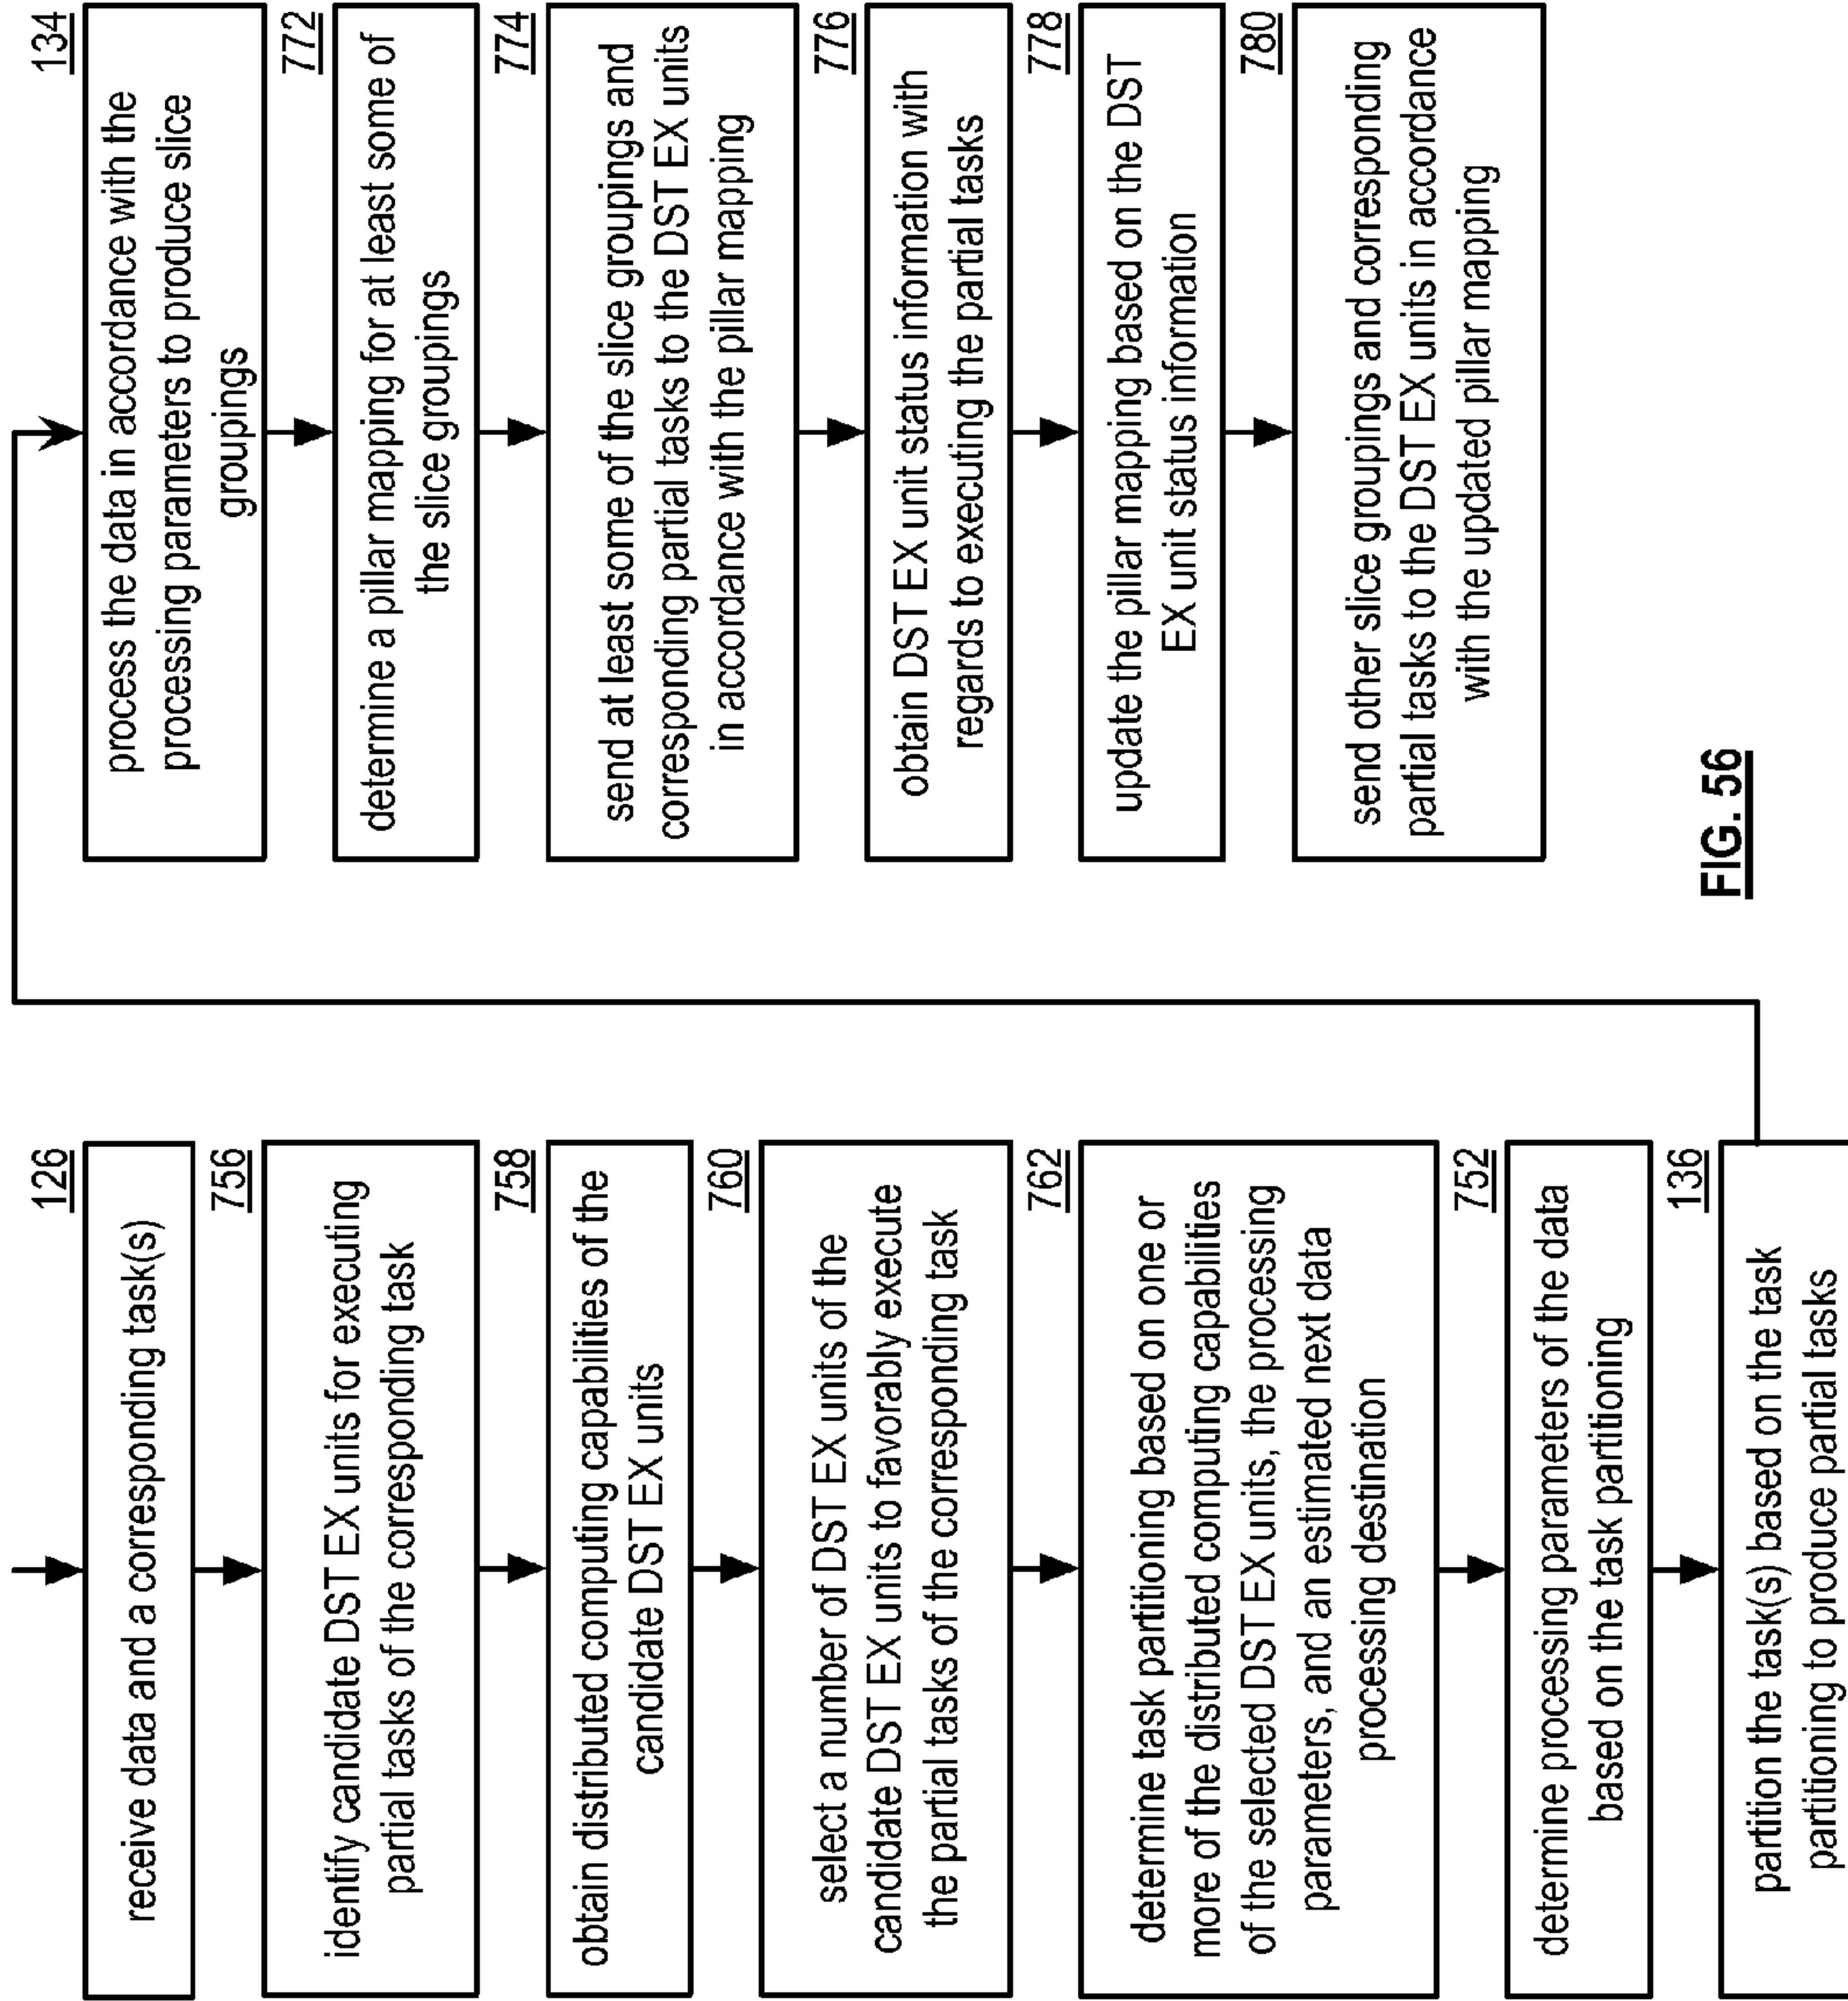 126
receive data and a corresponding task(s)
756
identify candidate DST EX units for executing
partial tasks of the corresponding task
758
obtain distributed computing capabilities of the
candidate DST EX units
760
select a number of DST EX units of the
candidate DST EX units to favorably execute
the partial tasks of the corresponding task
762
determine task partitioning based on one or
more of the distributed computing capabilities
of the selected DST EX units, the processing
parameters, and an estimated next data
processing destination
752
determine processing parameters of the data
based on the task partitioning
136
partition the task(s) based on the task
partitioning to produce partial tasks
134
process the data in accordance with the
processing parameters to produce slice
groupings
772
determine a pillar mapping for at least some of
the slice groupings
774
send at least some of the slice groupings and
corresponding partial tasks to the DST EX units
in accordance with the pillar mapping
776
obtain DST EX unit status information with
regards to executing the partial tasks
778
update the pillar mapping based on the DST
EX unit status information
780
send other slice groupings and corresponding
partial tasks to the DST EX units in accordance
with the updated pillar mapping
FIG. 56